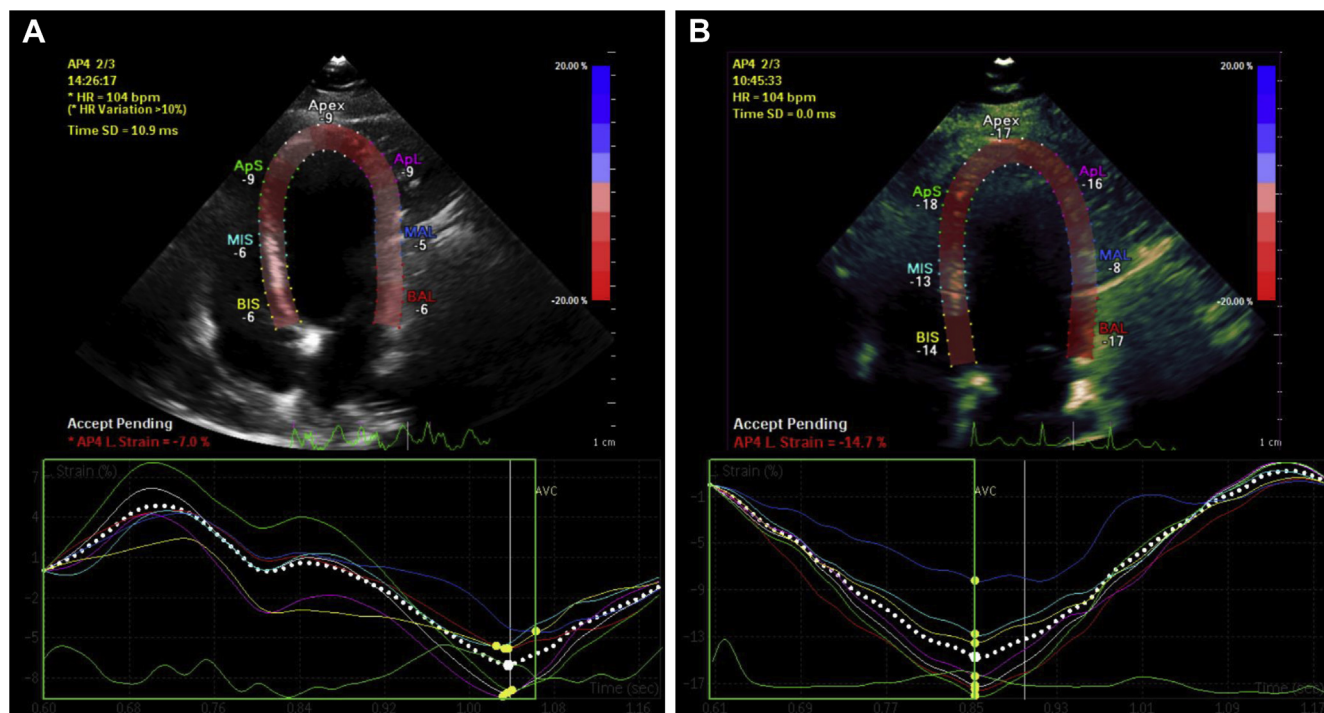 A
AP4 2/3
14:26:17
* HR = 104 bpm
(* HR Variation >10%)
Time SD = 10.9 ms
20.00 %
Apex
-9
ApS
-9
ApL
-9
MIS
-6
MAL
-5
BIS
-6
BAL
-6
-20.00 %
Accept Pending
* AP4 L. Strain = -7.0 %
1 cm
Strain (%)
7
4
1
-2
-5
-8
AVC
Time (sec)
0.60
0.68
0.76
0.84
0.92
1.00
1.08
1.16
B
AP4 2/3
10:45:33
HR = 104 bpm
Time SD = 0.0 ms
20.00 %
Apex
-17
ApS
-18
ApL
-16
MIS
-13
MAL
-8
BIS
-14
BAL
-17
-20.00 %
Accept Pending
AP4 L. Strain = -14.7 %
1 cm
Strain (%)
-1
-5
-9
-13
-17
AVC
Time (sec)
0.61
0.69
0.77
0.85
0.93
1.01
1.09
1.17